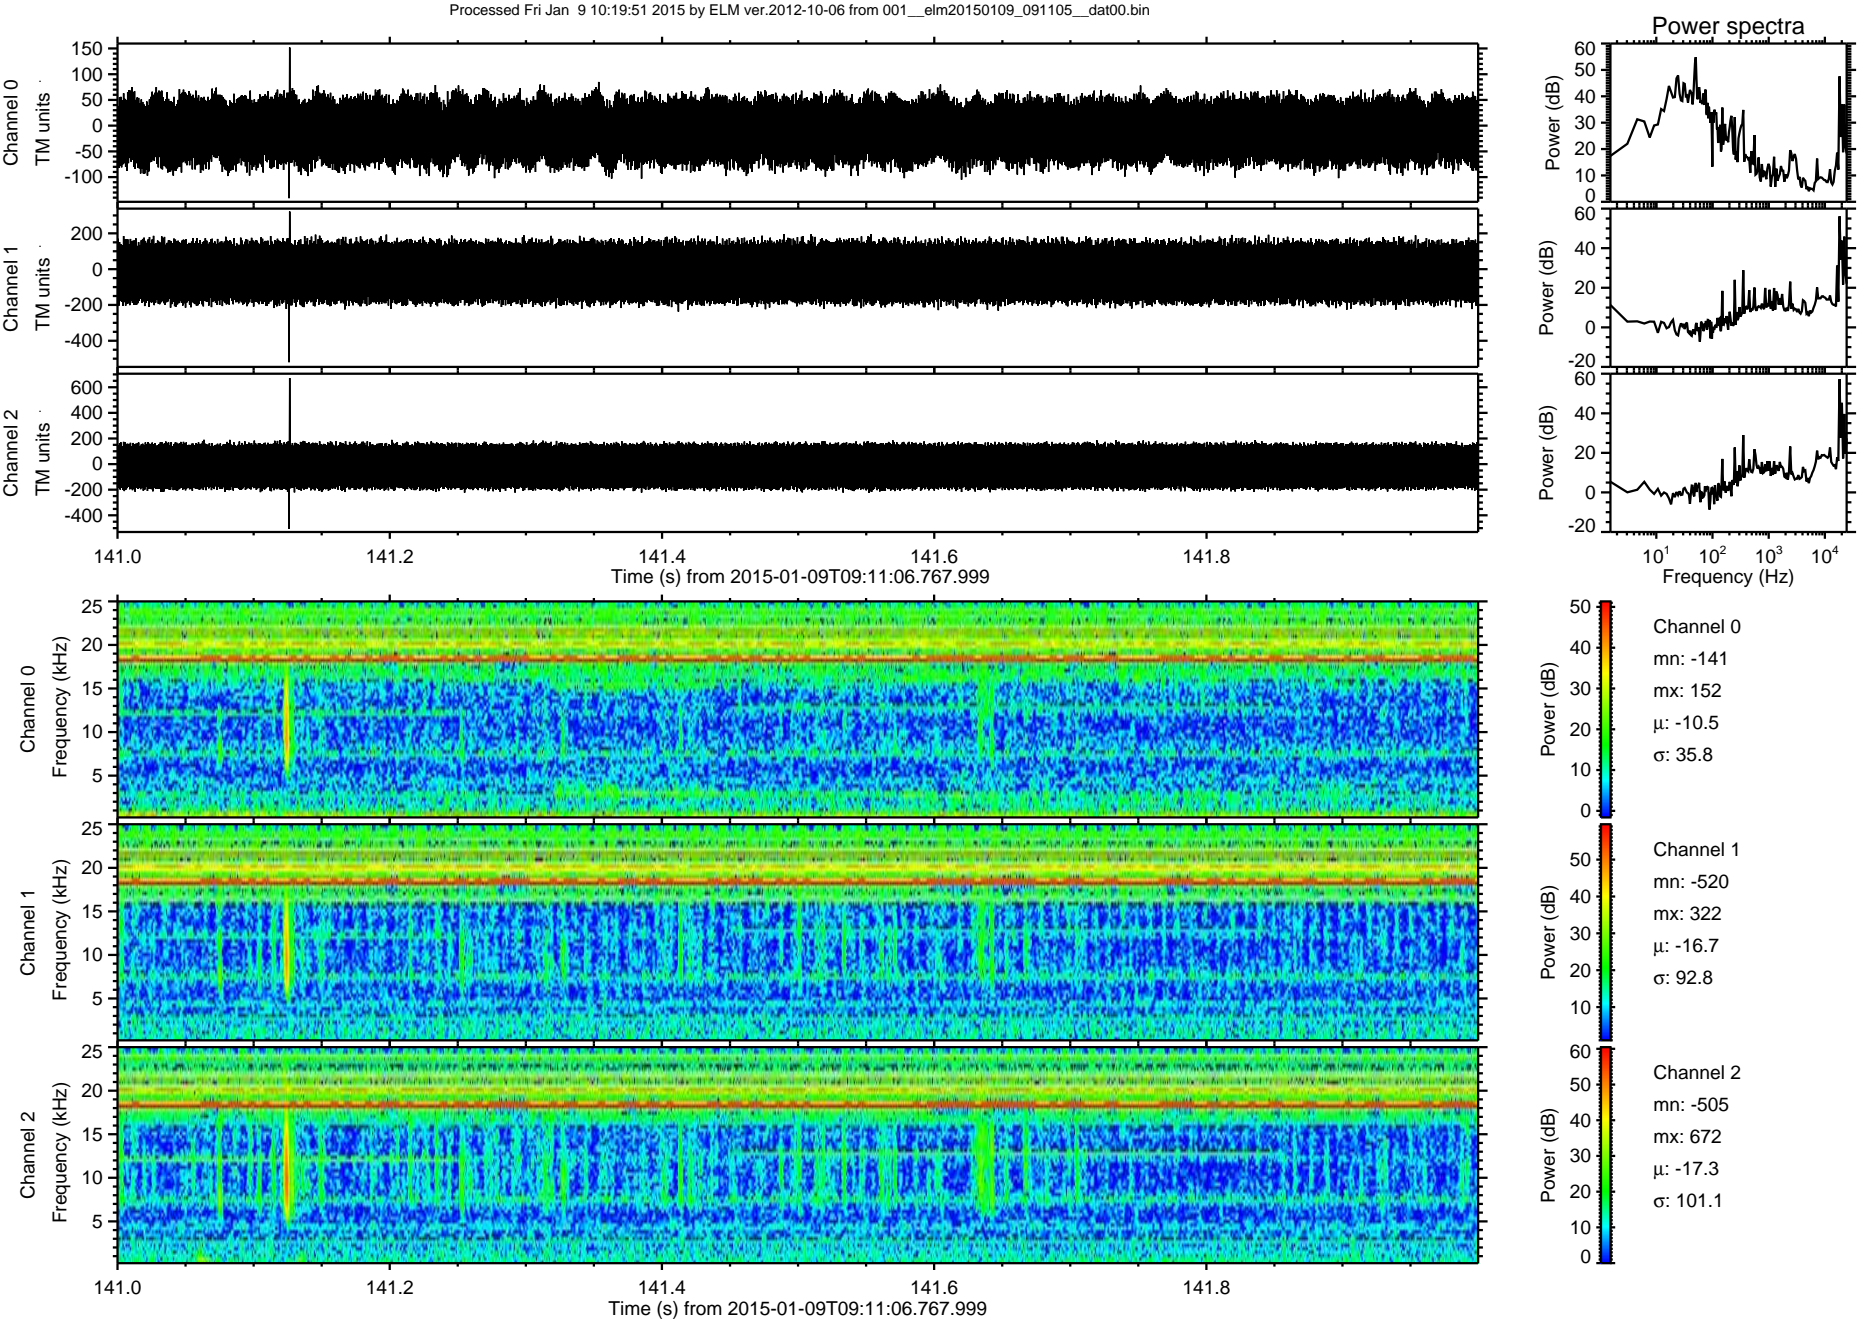 Processed Fri Jan  9 10:19:51 2015 by ELM ver.2012-10-06 from 001__elm20150109_091105__dat00.bin
Power spectra
Channel 0
TM units
150
100
50
0
-50
-100
Power (dB)
60
50
40
30
20
10
0
Channel 1
TM units
200
0
-200
-400
Power (dB)
60
40
20
0
-20
Channel 2
TM units
600
400
200
0
-200
-400
Power (dB)
60
40
20
0
-20
141.0 141.2 141.4 141.6 141.8
Time (s) from 2015-01-09T09:11:06.767.999
10^1 10^2 10^3 10^4
Frequency (Hz)
Channel 0
Frequency (kHz)
25
20
15
10
5
Power (dB)
50
40
30
20
10
0
Channel 0
mn: -141
mx: 152
μ: -10.5
σ: 35.8
Channel 1
Frequency (kHz)
25
20
15
10
5
Power (dB)
50
40
30
20
10
Channel 1
mn: -520
mx: 322
μ: -16.7
σ: 92.8
Channel 2
Frequency (kHz)
25
20
15
10
5
Power (dB)
60
50
40
30
20
10
0
Channel 2
mn: -505
mx: 672
μ: -17.3
σ: 101.1
141.0 141.2 141.4 141.6 141.8
Time (s) from 2015-01-09T09:11:06.767.999